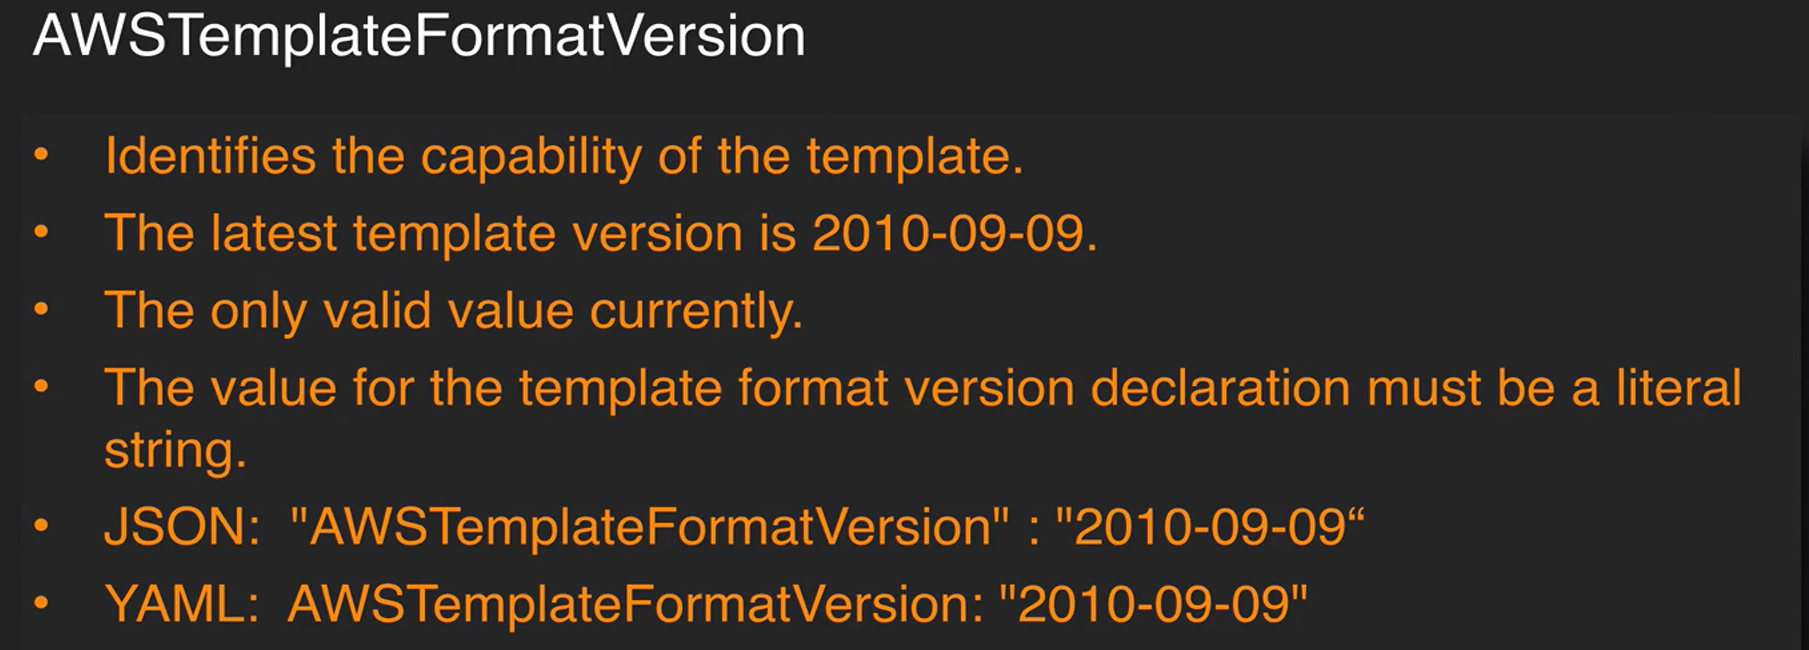 AWSTemplateFormatVersion
• Identifies the capability of the template.
• The latest template version is 2010-09-09.
• The only valid value currently.
• The value for the template format version declaration must be a literal
string.
• JSON: "AWSTemplateFormatVersion" : "2010-09-09“
• YAML: AWSTemplateFormatVersion: "2010-09-09"